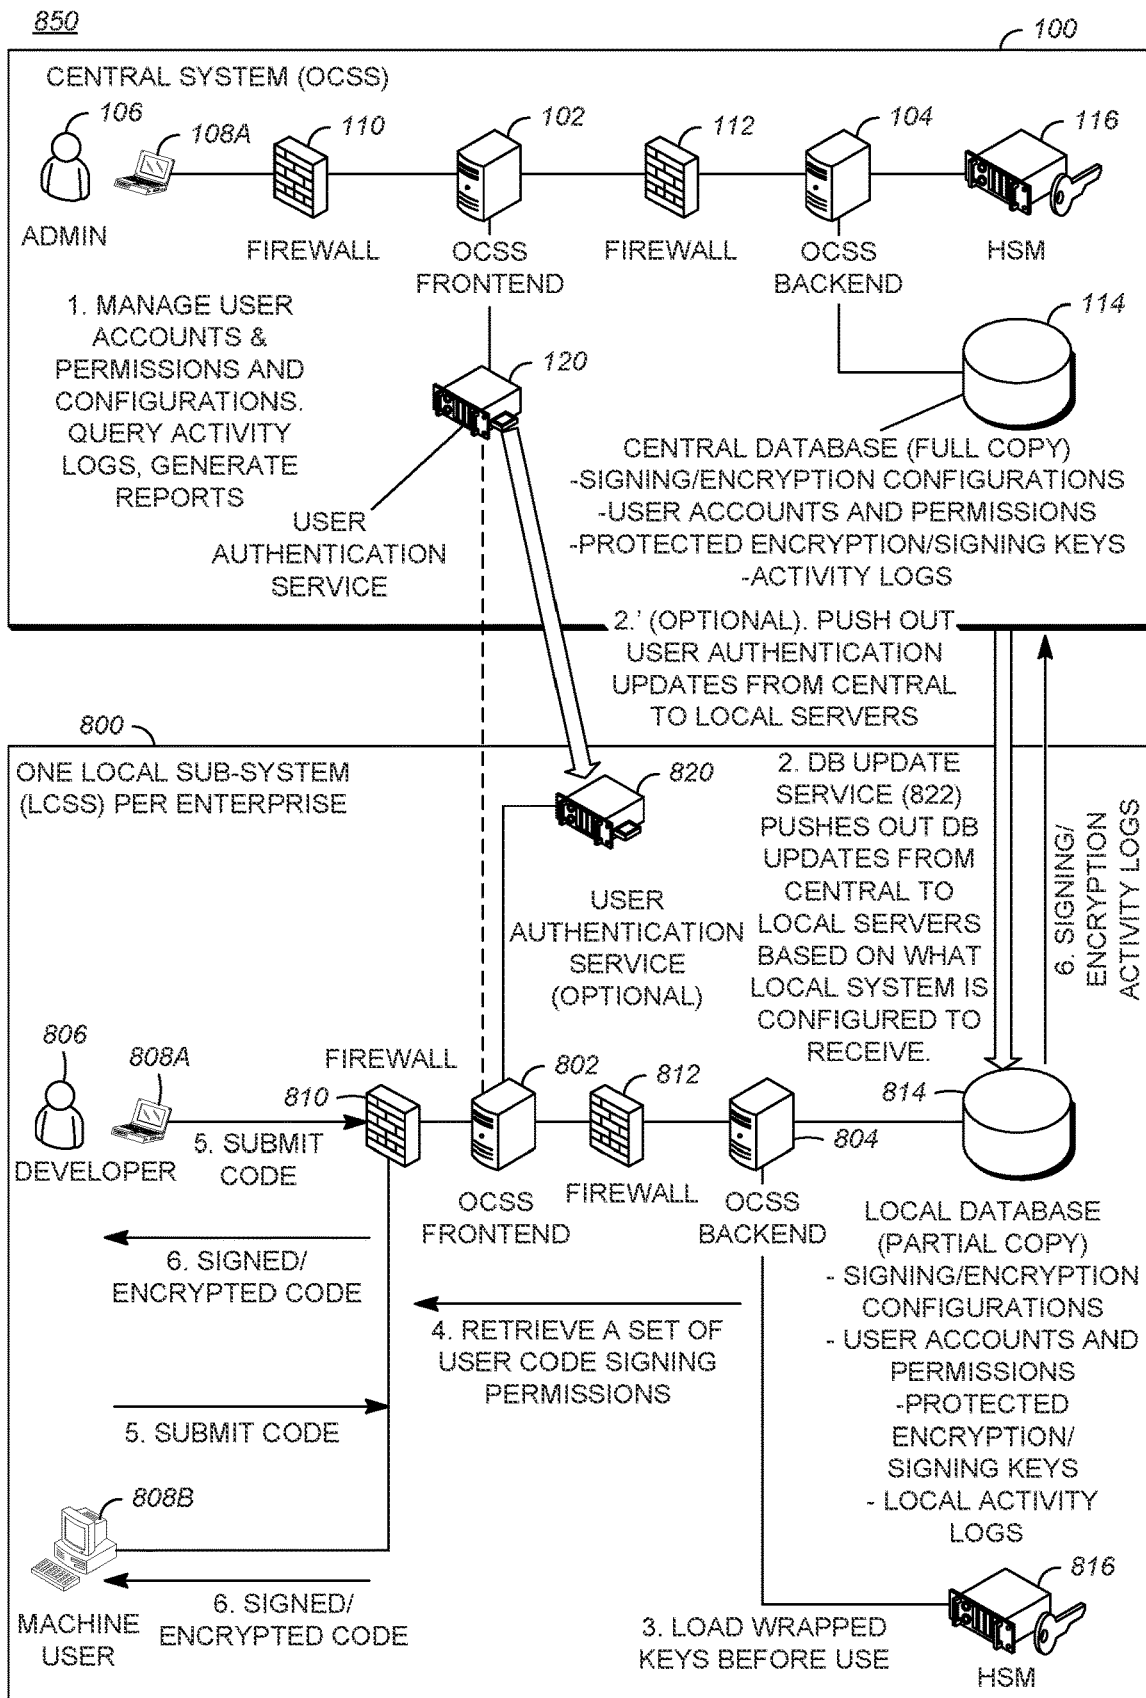 850
100
CENTRAL SYSTEM (OCSS)
106
108A
110
102
112
104
116
ADMIN
FIREWALL
OCSS
FRONTEND
FIREWALL
OCSS
BACKEND
HSM
1. MANAGE USER
ACCOUNTS &
PERMISSIONS AND
CONFIGURATIONS.
QUERY ACTIVITY
LOGS, GENERATE
REPORTS
120
114
USER
AUTHENTICATION
SERVICE
CENTRAL DATABASE (FULL COPY)
-SIGNING/ENCRYPTION CONFIGURATIONS
-USER ACCOUNTS AND PERMISSIONS
-PROTECTED ENCRYPTION/SIGNING KEYS
-ACTIVITY LOGS
2.' (OPTIONAL). PUSH OUT
USER AUTHENTICATION
UPDATES FROM CENTRAL
TO LOCAL SERVERS
800
ONE LOCAL SUB-SYSTEM
(LCSS) PER ENTERPRISE
820
USER
AUTHENTICATION
SERVICE
(OPTIONAL)
2. DB UPDATE
SERVICE (822)
PUSHES OUT DB
UPDATES FROM
CENTRAL TO
LOCAL SERVERS
BASED ON WHAT
LOCAL SYSTEM IS
CONFIGURED TO
RECEIVE.
6. SIGNING/
ENCRYPTION
ACTIVITY LOGS
806
808A
FIREWALL
810
802
812
804
814
DEVELOPER
5. SUBMIT
CODE
OCSS
FRONTEND
FIREWALL
OCSS
BACKEND
LOCAL DATABASE
(PARTIAL COPY)
- SIGNING/ENCRYPTION
CONFIGURATIONS
- USER ACCOUNTS AND
PERMISSIONS
-PROTECTED
ENCRYPTION/
SIGNING KEYS
- LOCAL ACTIVITY
LOGS
6. SIGNED/
ENCRYPTED CODE
4. RETRIEVE A SET OF
USER CODE SIGNING
PERMISSIONS
5. SUBMIT CODE
808B
MACHINE
USER
6. SIGNED/
ENCRYPTED CODE
3. LOAD WRAPPED
KEYS BEFORE USE
816
HSM